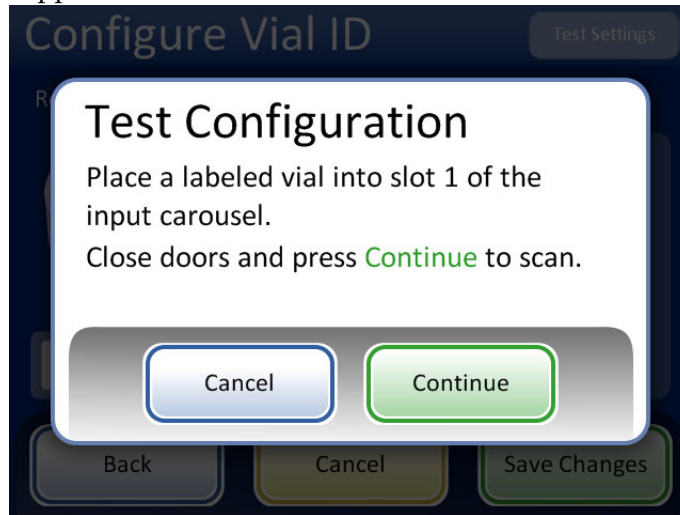 Configure Vial ID
Test Settings
Test Configuration
Place a labeled vial into slot 1 of the
input carousel.
Close doors and press Continue to scan.
Cancel
Continue
Back
Cancel
Save Changes